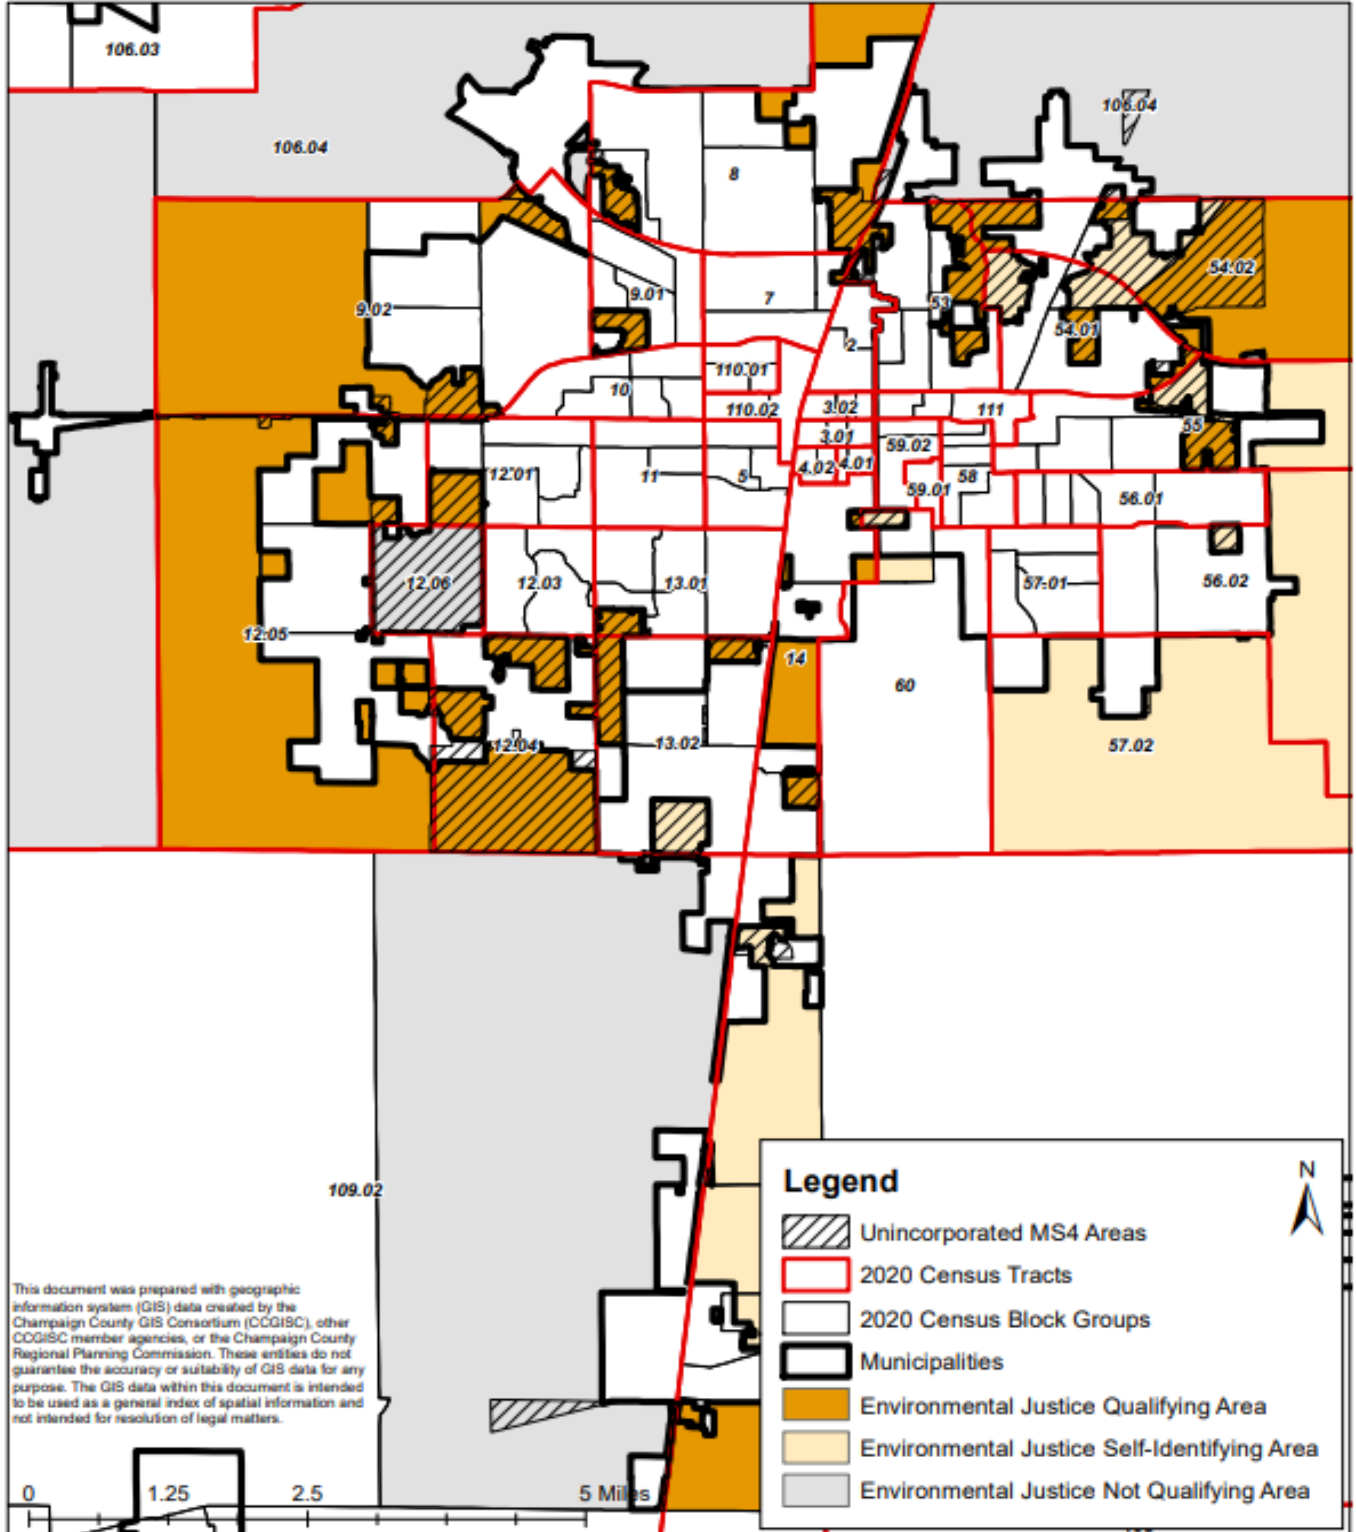 106.03
106.04
106.04
8
54.02
9.01
7
53
9.02
54.01
2
110.01
10
110.02
3.02
111
55
3.01
59.02
12.01
11
5
4.02
4.01
58
59.01
56.01
12.06
12.03
13.01
57.01
56.02
12.05
14
60
12.04
13.02
57.02
109.02
Legend
N
Unincorporated MS4 Areas
2020 Census Tracts
2020 Census Block Groups
Municipalities
Environmental Justice Qualifying Area
Environmental Justice Self-Identifying Area
Environmental Justice Not Qualifying Area
This document was prepared with geographic
information system (GIS) data created by the
Champaign County GIS Consortium (CCGISC), other
CCGISC member agencies, or the Champaign County
Regional Planning Commission. These entities do not
guarantee the accuracy or suitability of GIS data for any
purpose. The GIS data within this document is intended
to be used as a general index of spatial information and
not intended for resolution of legal matters.
0 1.25 2.5 5 Miles